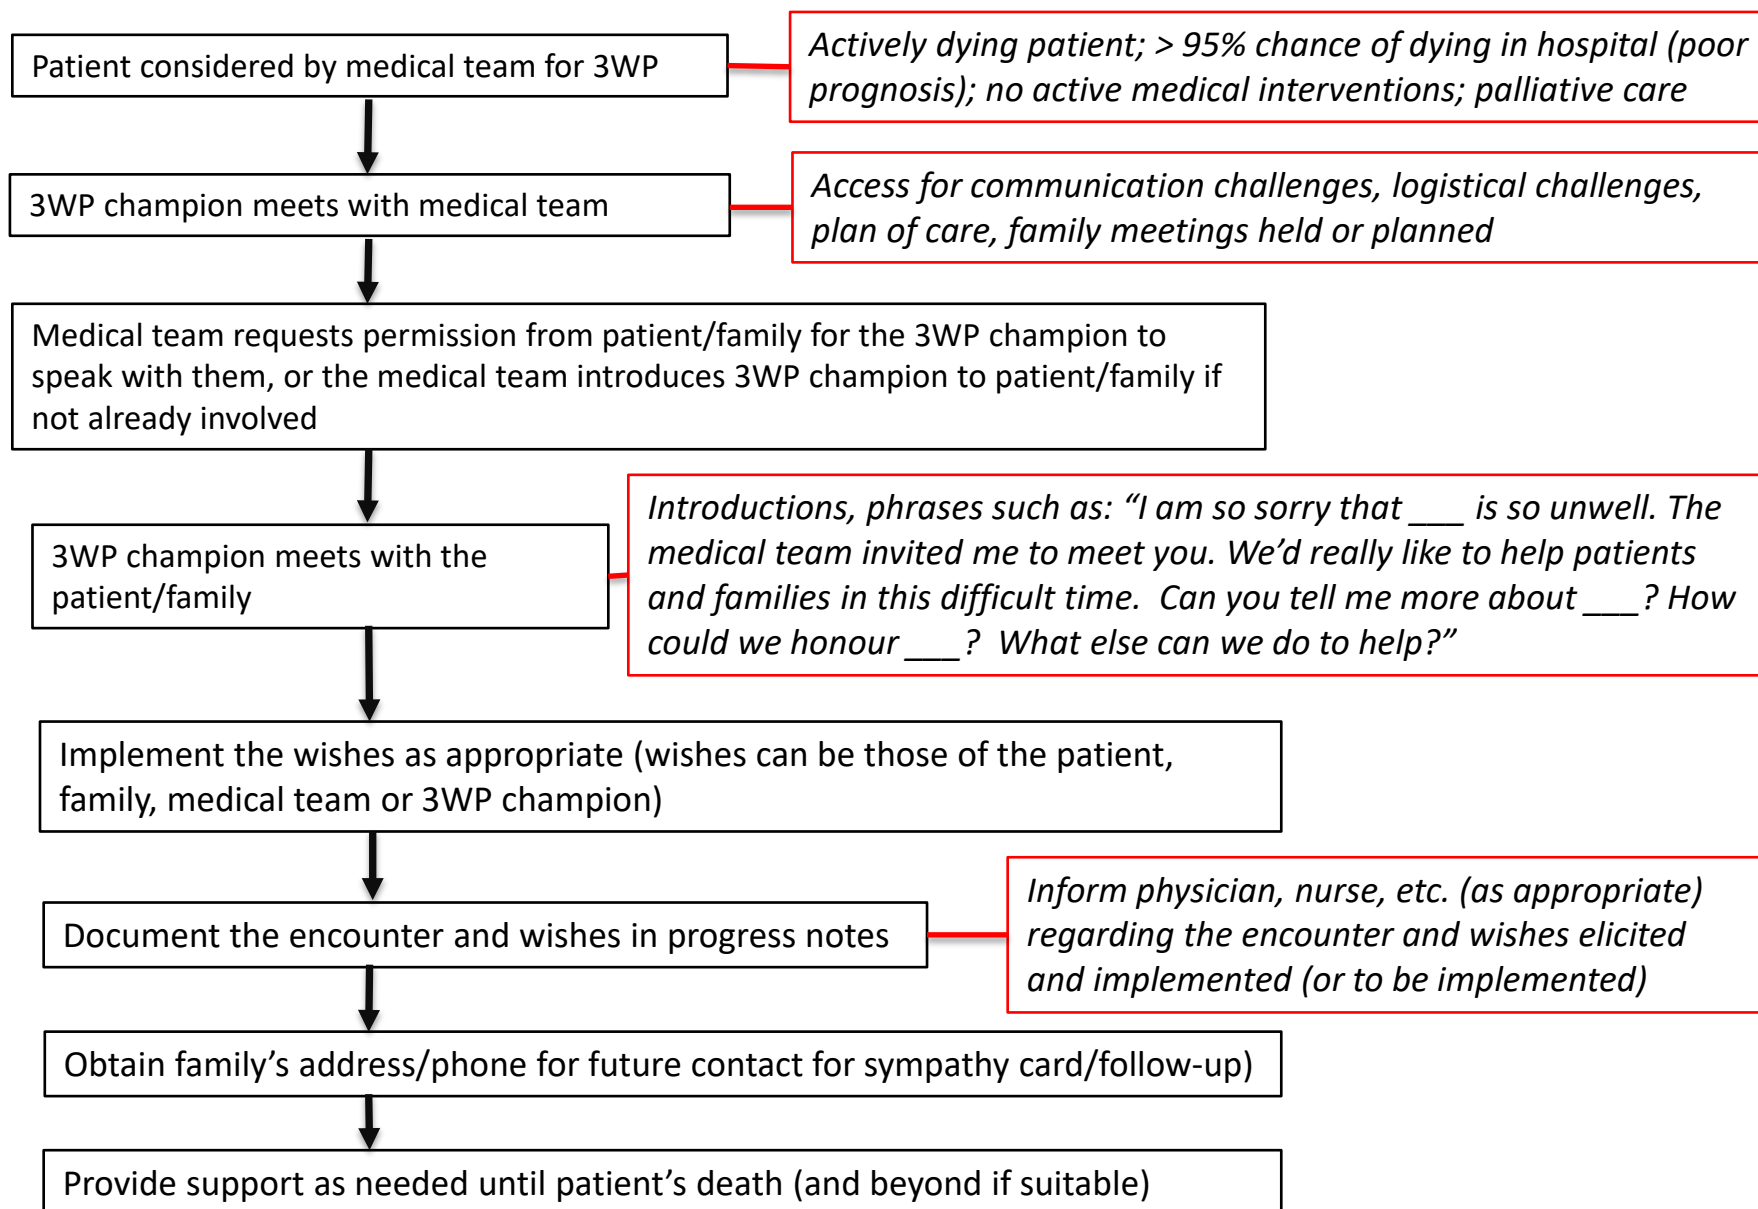 Patient considered by medical team for 3WP
Actively dying patient; > 95% chance of dying in hospital (poor
prognosis); no active medical interventions; palliative care
3WP champion meets with medical team
Access for communication challenges, logistical challenges,
plan of care, family meetings held or planned
Medical team requests permission from patient/family for the 3WP champion to
speak with them, or the medical team introduces 3WP champion to patient/family if
not already involved
3WP champion meets with the
patient/family
Introductions, phrases such as: “I am so sorry that ___ is so unwell. The
medical team invited me to meet you. We’d really like to help patients
and families in this difficult time.  Can you tell me more about ___? How
could we honour ___?  What else can we do to help?”
Implement the wishes as appropriate (wishes can be those of the patient,
family, medical team or 3WP champion)
Document the encounter and wishes in progress notes
Inform physician, nurse, etc. (as appropriate)
regarding the encounter and wishes elicited
and implemented (or to be implemented)
Obtain family’s address/phone for future contact for sympathy card/follow-up)
Provide support as needed until patient’s death (and beyond if suitable)